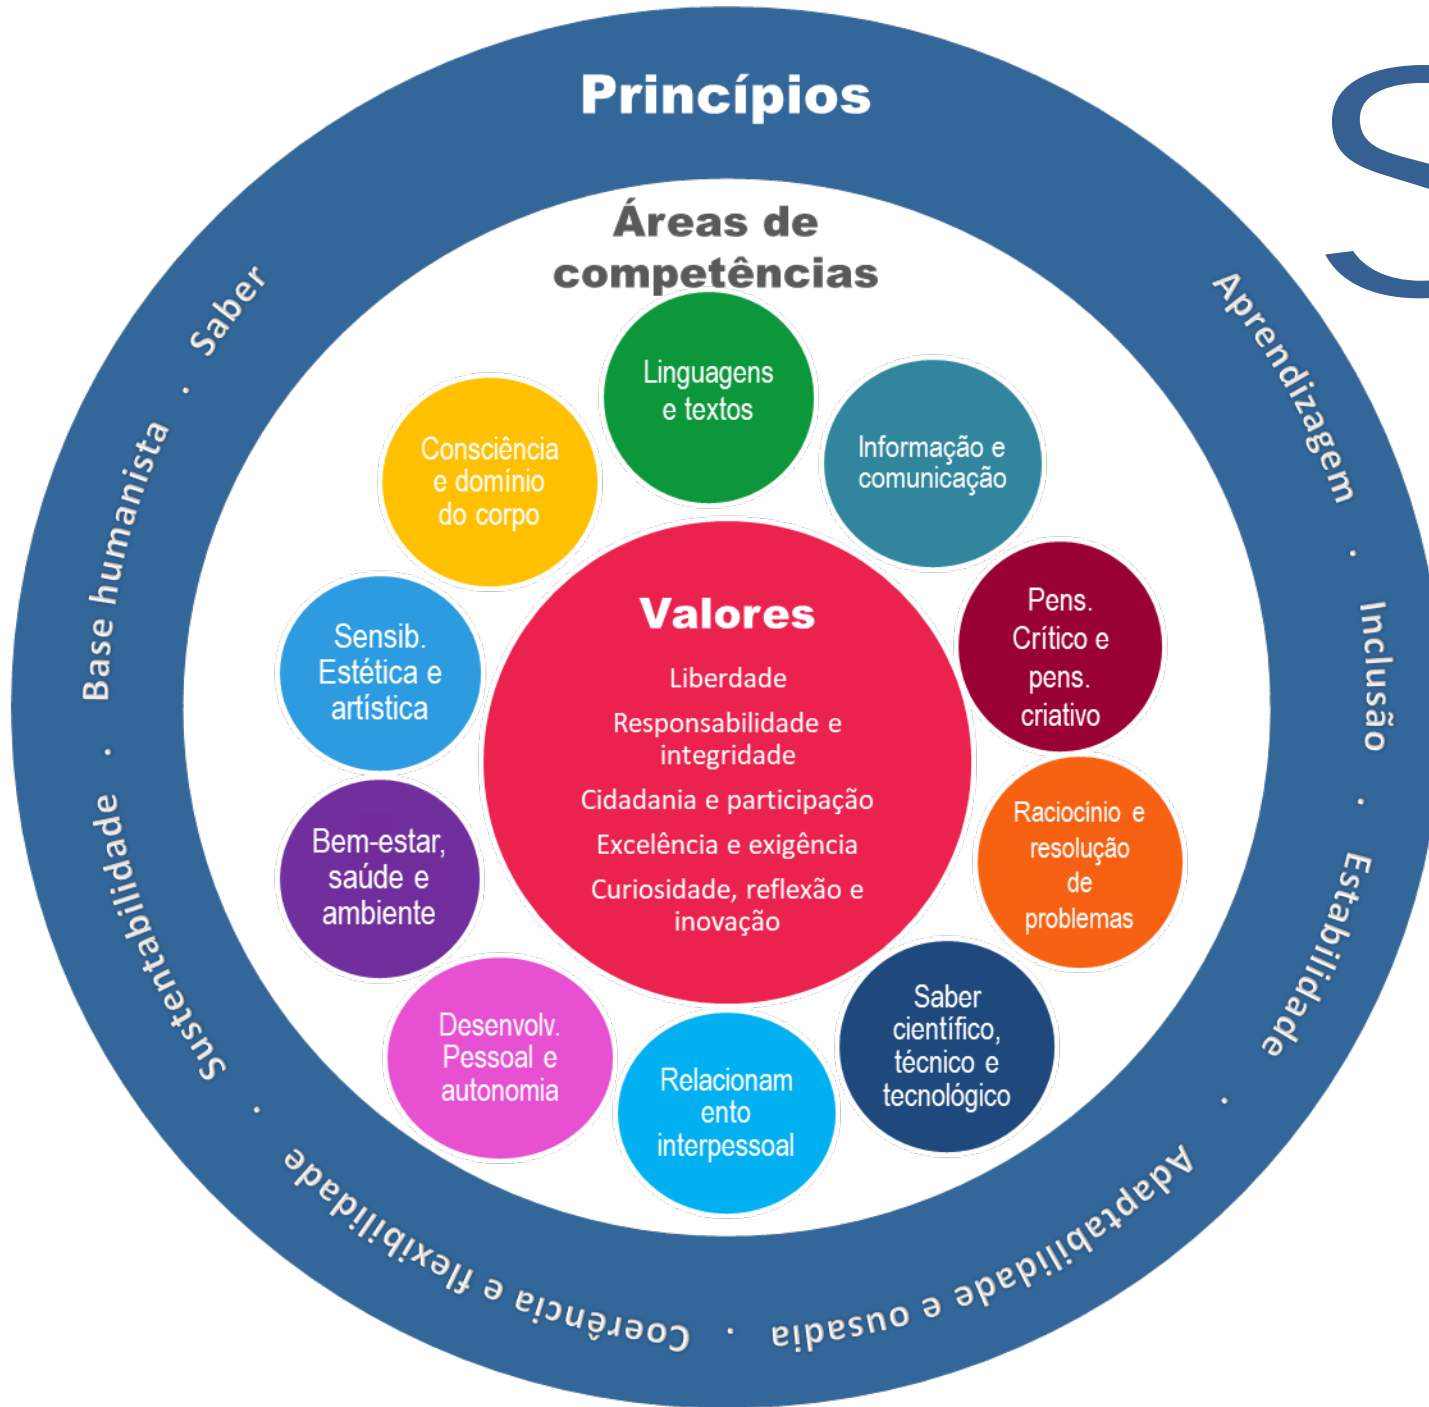 Princípios
S
Áreas de
competências
Linguagens
e textos
Informação e
comunicação
Pens.
Crítico e
pens.
criativo
Raciocínio e
resolução
de
problemas
Saber
científico,
técnico e
tecnológico
Relacionam
ento
interpessoal
Desenvolv.
Pessoal e
autonomia
Bem-estar,
saúde e
ambiente
Sensib.
Estética e
artística
Consciência
e domínio
do corpo
Valores
Liberdade
Responsabilidade e
integridade
Cidadania e participação
Excelência e exigência
Curiosidade, reflexão e
inovação
Aprendizagem . Inclusão . Estabilidade . Adaptabilidade e ousadia . Coerência e flexibilidade . Sustentabilidade . Base humanista . Saber